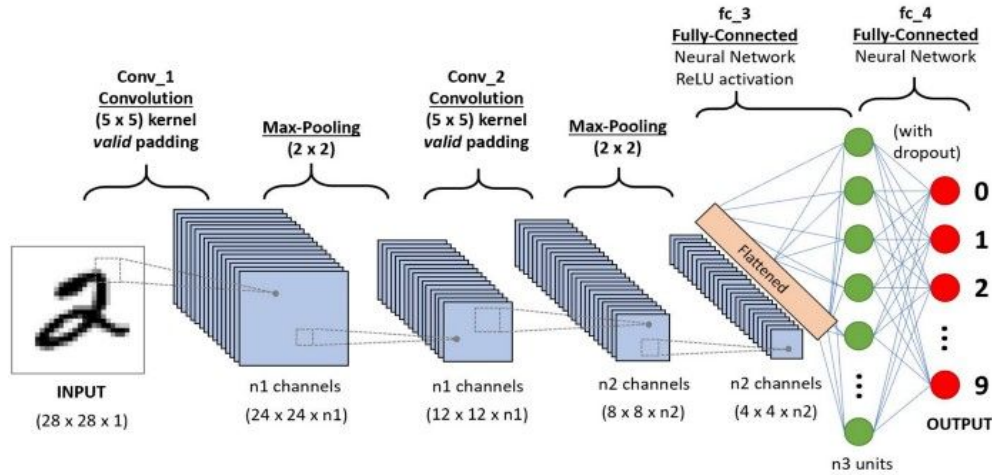 fc_3
Fully-Connected
Neural Network
ReLU activation
fc_4
Fully-Connected
Neural Network
Conv_1
Convolution
(5 x 5) kernel
valid padding
Max-Pooling
(2 x 2)
Conv_2
Convolution
(5 x 5) kernel
valid padding
Max-Pooling
(2 x 2)
(with
dropout)
Flattened
0
1
2
9
INPUT
(28 x 28 x 1)
n1 channels
(24 x 24 x n1)
n1 channels
(12 x 12 x n1)
n2 channels
(8 x 8 x n2)
n2 channels
(4 x 4 x n2)
OUTPUT
n3 units
2